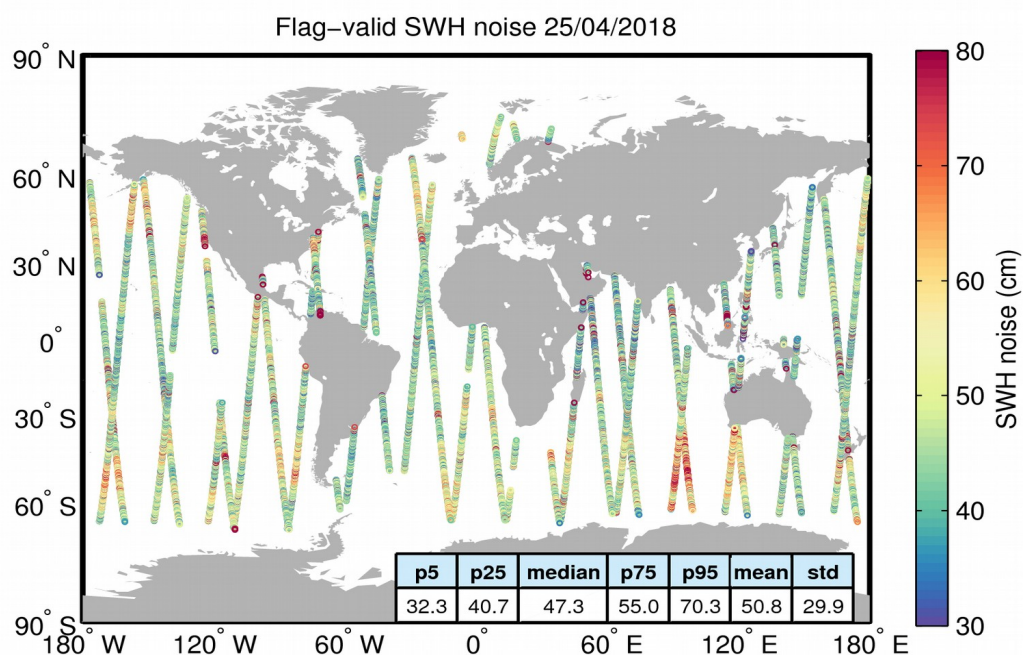 Flag−valid SWH noise 25/04/2018
90° N
60° N
30° N
0°
30° S
60° S
90° S
180° W
120° W
60° W
0°
60° E
120° E
180° E
p5 p25 median p75 p95 mean std
32.3 40.7 47.3 55.0 70.3 50.8 29.9
80
70
60
50
40
30
SWH noise (cm)